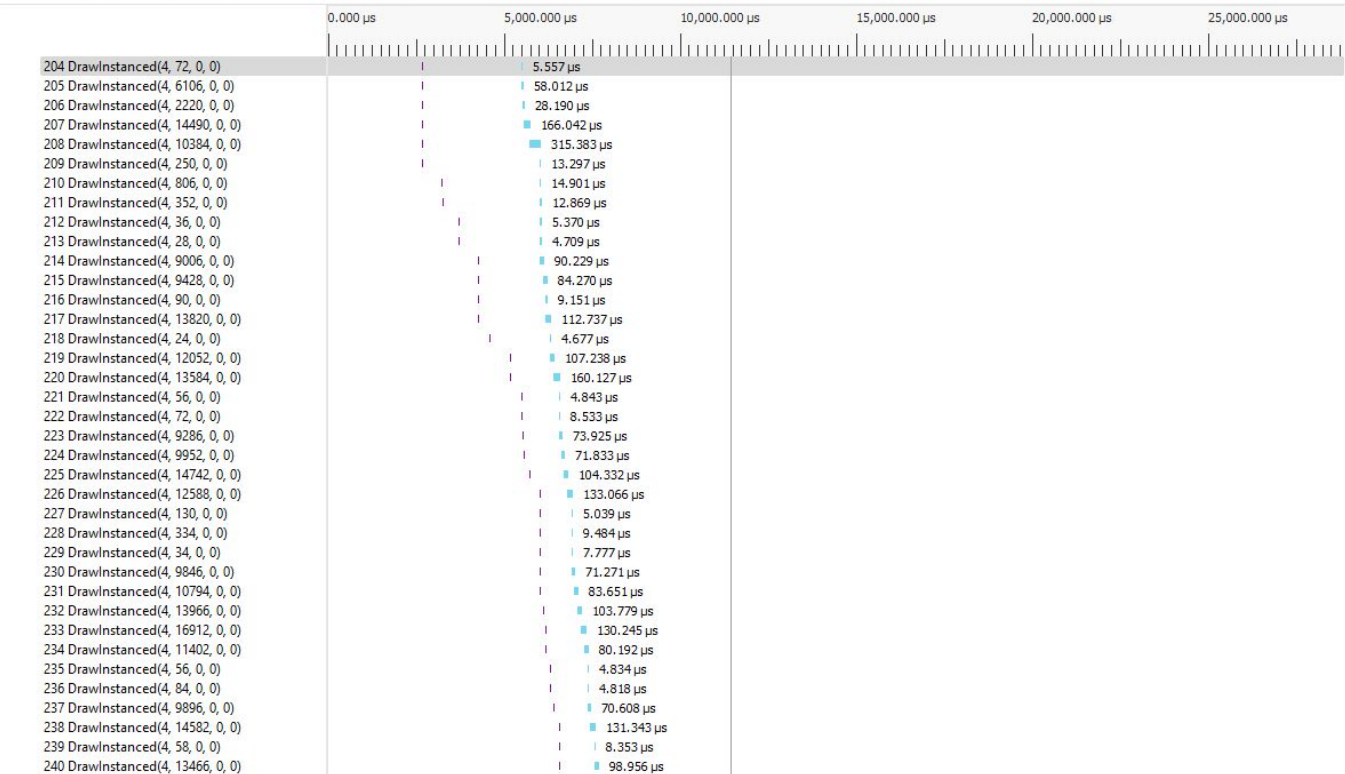 0.000 µs 5,000.000 µs 10,000.000 µs 15,000.000 µs 20,000.000 µs 25,000.000 µs
204 DrawInstanced(4, 72, 0, 0) 5.557 µs
205 DrawInstanced(4, 6106, 0, 0) 58.012 µs
206 DrawInstanced(4, 2220, 0, 0) 28.190 µs
207 DrawInstanced(4, 14490, 0, 0) 166.042 µs
208 DrawInstanced(4, 10384, 0, 0) 315.383 µs
209 DrawInstanced(4, 250, 0, 0) 13.297 µs
210 DrawInstanced(4, 806, 0, 0) 14.901 µs
211 DrawInstanced(4, 352, 0, 0) 12.869 µs
212 DrawInstanced(4, 36, 0, 0) 5.370 µs
213 DrawInstanced(4, 28, 0, 0) 4.709 µs
214 DrawInstanced(4, 9006, 0, 0) 90.229 µs
215 DrawInstanced(4, 9428, 0, 0) 84.270 µs
216 DrawInstanced(4, 90, 0, 0) 9.151 µs
217 DrawInstanced(4, 13820, 0, 0) 112.737 µs
218 DrawInstanced(4, 24, 0, 0) 4.677 µs
219 DrawInstanced(4, 12052, 0, 0) 107.238 µs
220 DrawInstanced(4, 13584, 0, 0) 160.127 µs
221 DrawInstanced(4, 56, 0, 0) 4.843 µs
222 DrawInstanced(4, 72, 0, 0) 8.533 µs
223 DrawInstanced(4, 9286, 0, 0) 73.925 µs
224 DrawInstanced(4, 9952, 0, 0) 71.833 µs
225 DrawInstanced(4, 14742, 0, 0) 104.332 µs
226 DrawInstanced(4, 12588, 0, 0) 133.066 µs
227 DrawInstanced(4, 130, 0, 0) 5.039 µs
228 DrawInstanced(4, 334, 0, 0) 9.484 µs
229 DrawInstanced(4, 34, 0, 0) 7.777 µs
230 DrawInstanced(4, 9846, 0, 0) 71.271 µs
231 DrawInstanced(4, 10794, 0, 0) 83.651 µs
232 DrawInstanced(4, 13966, 0, 0) 103.779 µs
233 DrawInstanced(4, 16912, 0, 0) 130.245 µs
234 DrawInstanced(4, 11402, 0, 0) 80.192 µs
235 DrawInstanced(4, 56, 0, 0) 4.834 µs
236 DrawInstanced(4, 84, 0, 0) 4.818 µs
237 DrawInstanced(4, 9896, 0, 0) 70.608 µs
238 DrawInstanced(4, 14582, 0, 0) 131.343 µs
239 DrawInstanced(4, 58, 0, 0) 8.353 µs
240 DrawInstanced(4, 13466, 0, 0) 98.956 µs